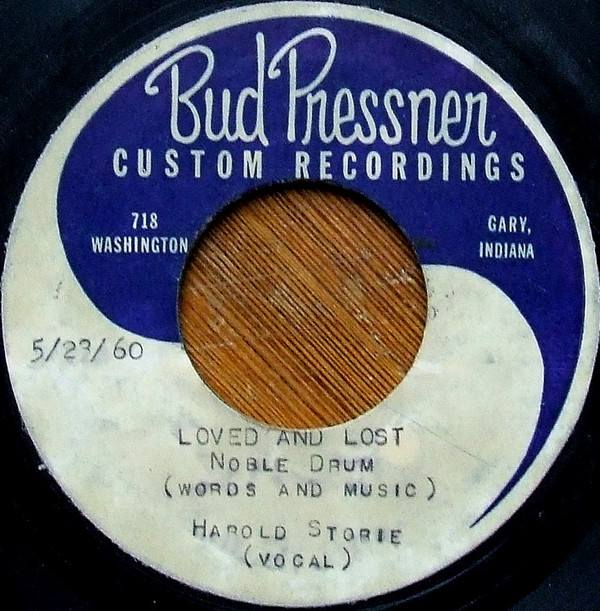 Bud Pressner
CUSTOM RECORDINGS
718
WASHINGTON
GARY,
INDIANA
5/23/60
LOVED AND LOST
NOBLE DRUM
(WORDS AND MUSIC)
HAROLD STORIE
(VOCAL)